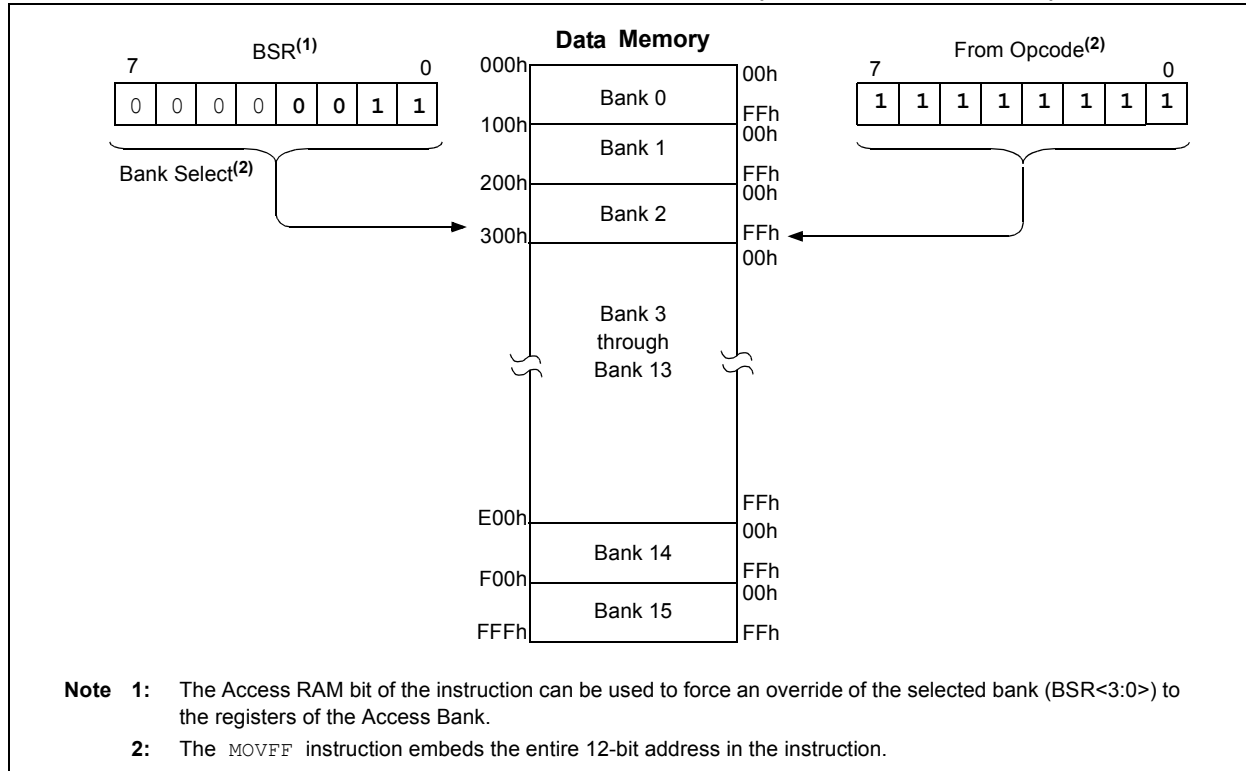 Data Memory
BSR(1)
7 0
0 0 0 0 0 0 1 1
Bank Select(2)
From Opcode(2)
7 0
1 1 1 1 1 1 1 1
000h
00h
Bank 0
FFh
100h
00h
Bank 1
FFh
200h
00h
Bank 2
FFh
300h
00h
Bank 3
through
Bank 13
FFh
E00h
00h
Bank 14
FFh
F00h
00h
Bank 15
FFFh
FFh
Note 1: The Access RAM bit of the instruction can be used to force an override of the selected bank (BSR<3:0>) to
the registers of the Access Bank.
2: The MOVFF instruction embeds the entire 12-bit address in the instruction.